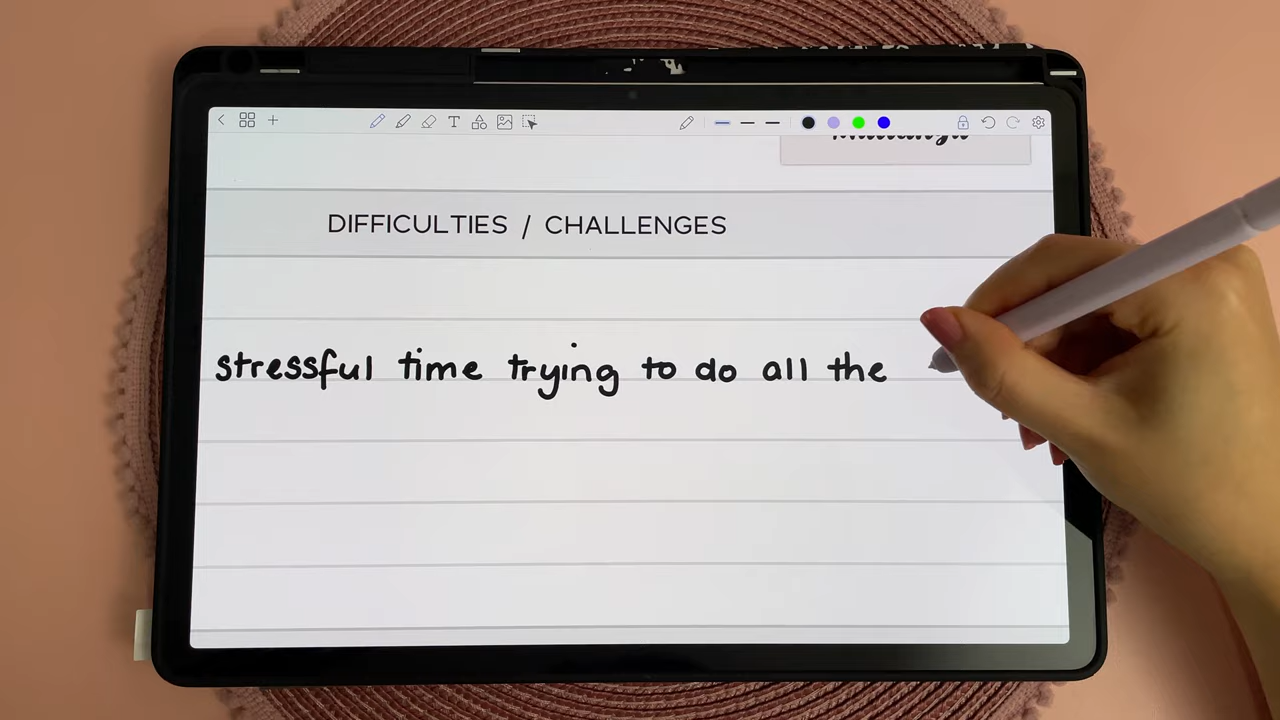 DIFFICULTIES / CHALLENGES
stressful time trying to do all the